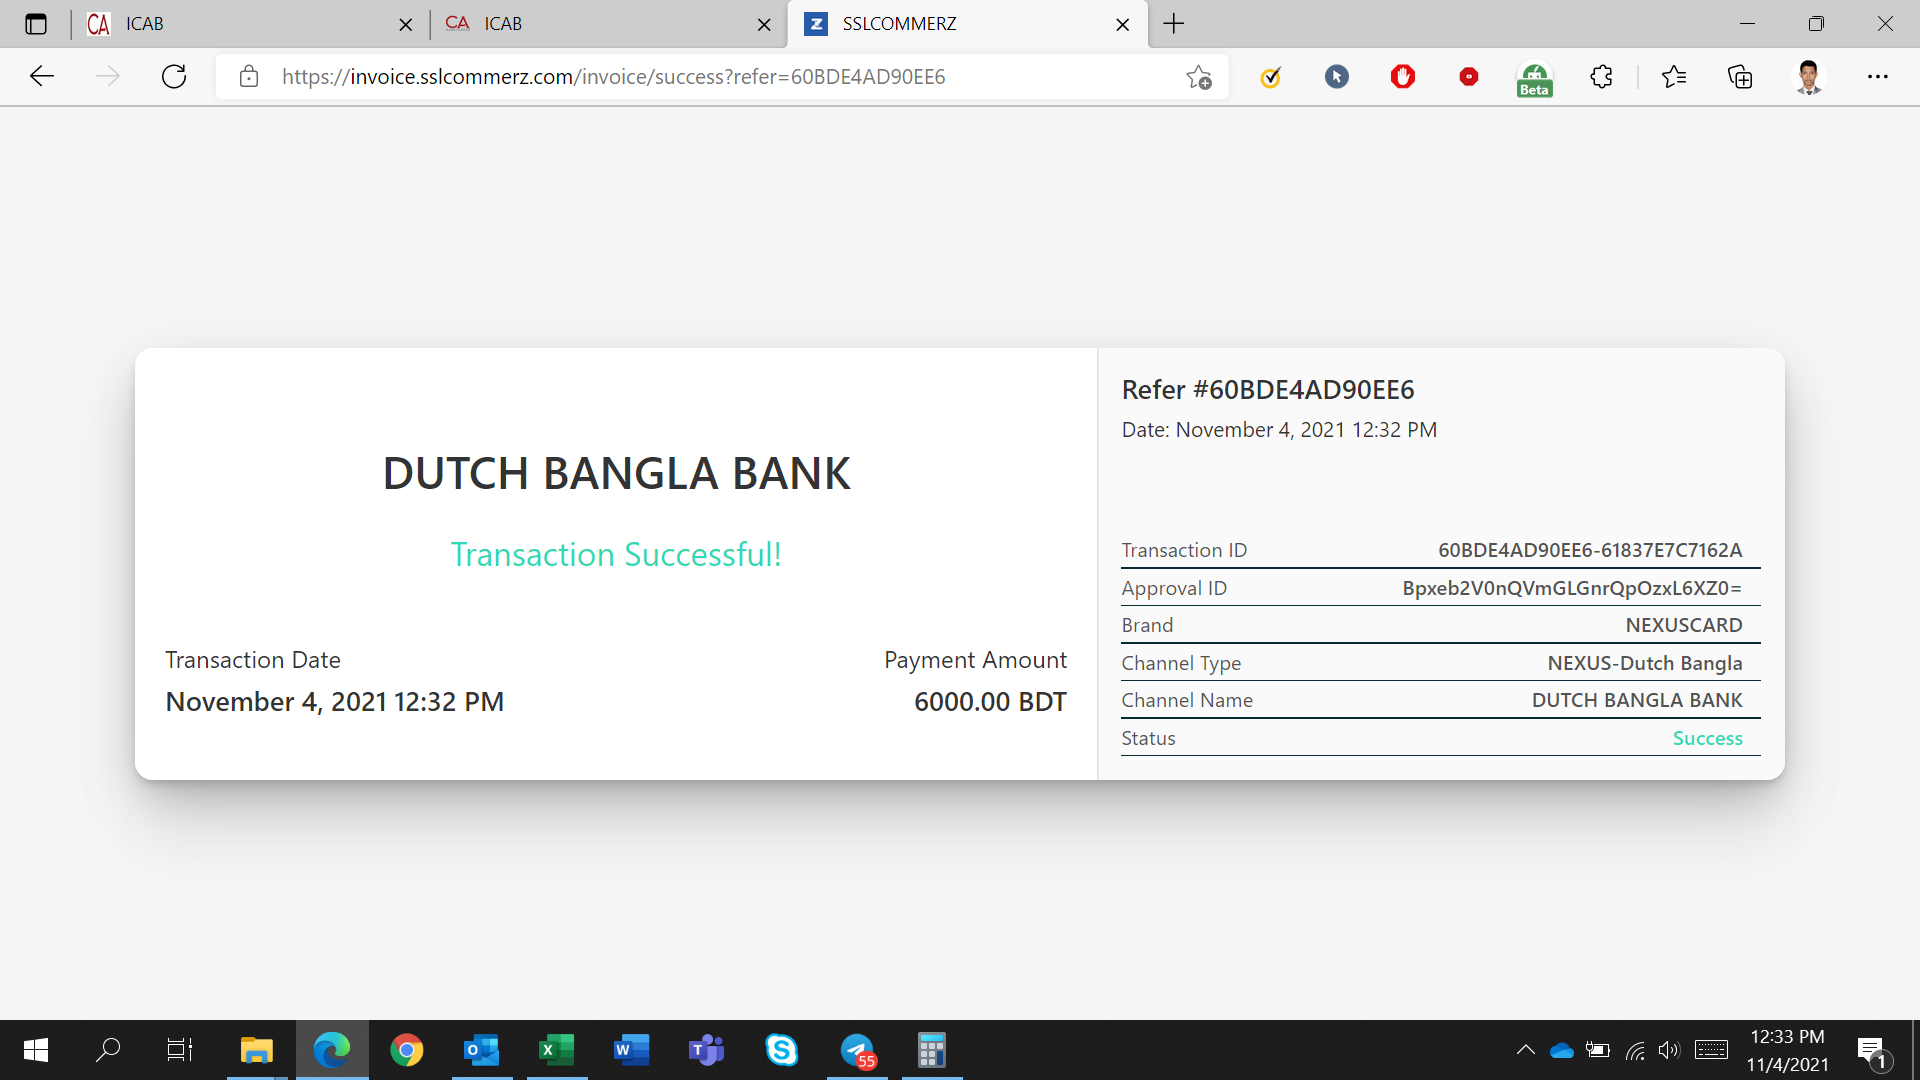 CA ICAB
CA ICAB
SSLCOMMERZ
https://invoice.sslcommerz.com/invoice/success?refer=60BDE4AD90EE6
Beta
DUTCH BANGLA BANK
Transaction Successful!
Transaction Date
November 4, 2021 12:32 PM
Payment Amount
6000.00 BDT
Refer #60BDE4AD90EE6
Date: November 4, 2021 12:32 PM
Transaction ID 60BDE4AD90EE6-61837E7C7162A
Approval ID Bpxeb2V0nQVmGLGnrQpOzxL6XZ0=
Brand NEXUSCARD
Channel Type NEXUS-Dutch Bangla
Channel Name DUTCH BANGLA BANK
Status Success
55
12:33 PM
11/4/2021
1